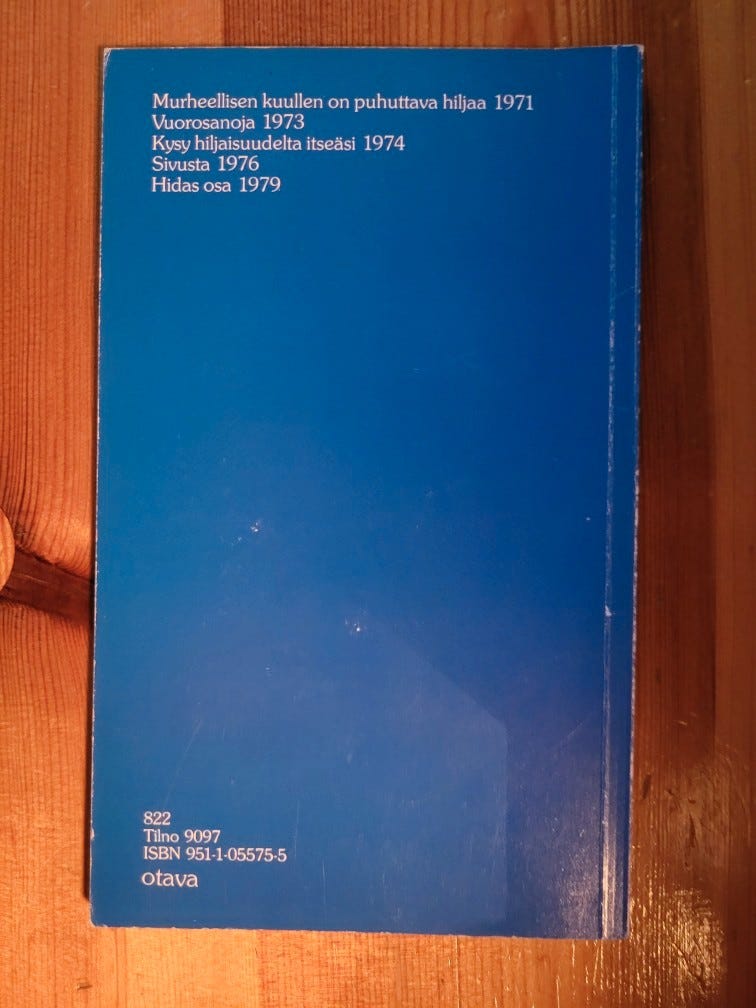 Murheellisen kuullen on puhuttava hiljaa 1971
Vuorosanoja 1973
Kysy hiljaisuudelta itseäsi 1974
Sivusta 1976
Hidas osa 1979
822
Tilno 9097
ISBN 951-1-05575-5
otava